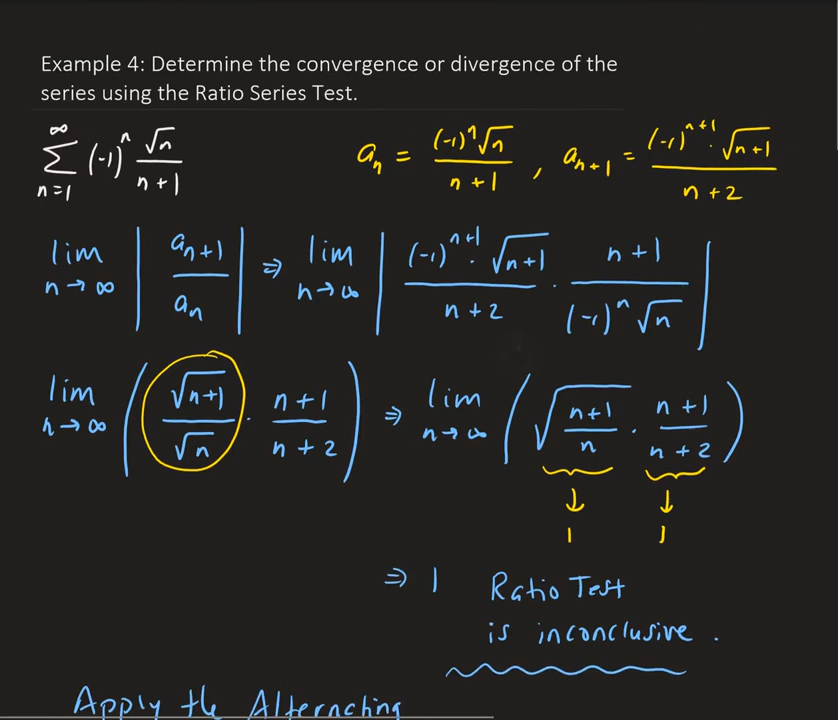 Example 4: Determine the convergence or divergence of the
series using the Ratio Series Test.
∞ ∑ n=1 (-1)^n √n / (n+1)    a_n = (-1)^n √n / (n+1) , a_{n+1} = (-1)^{n+1} · √(n+1) / (n+2)
lim n→∞ | a_{n+1} / a_n | ⇒ lim n→∞ | (-1)^{n+1} · √(n+1) / (n+2) · (n+1) / ((-1)^n √n) |
lim n→∞ ( √(n+1) / √n · (n+1) / (n+2) ) ⇒ lim n→∞ ( √((n+1)/n) · (n+1) / (n+2) )
↓ ↓
1 1
⇒ 1 Ratio Test
is inconclusive.
Apply the Alternating